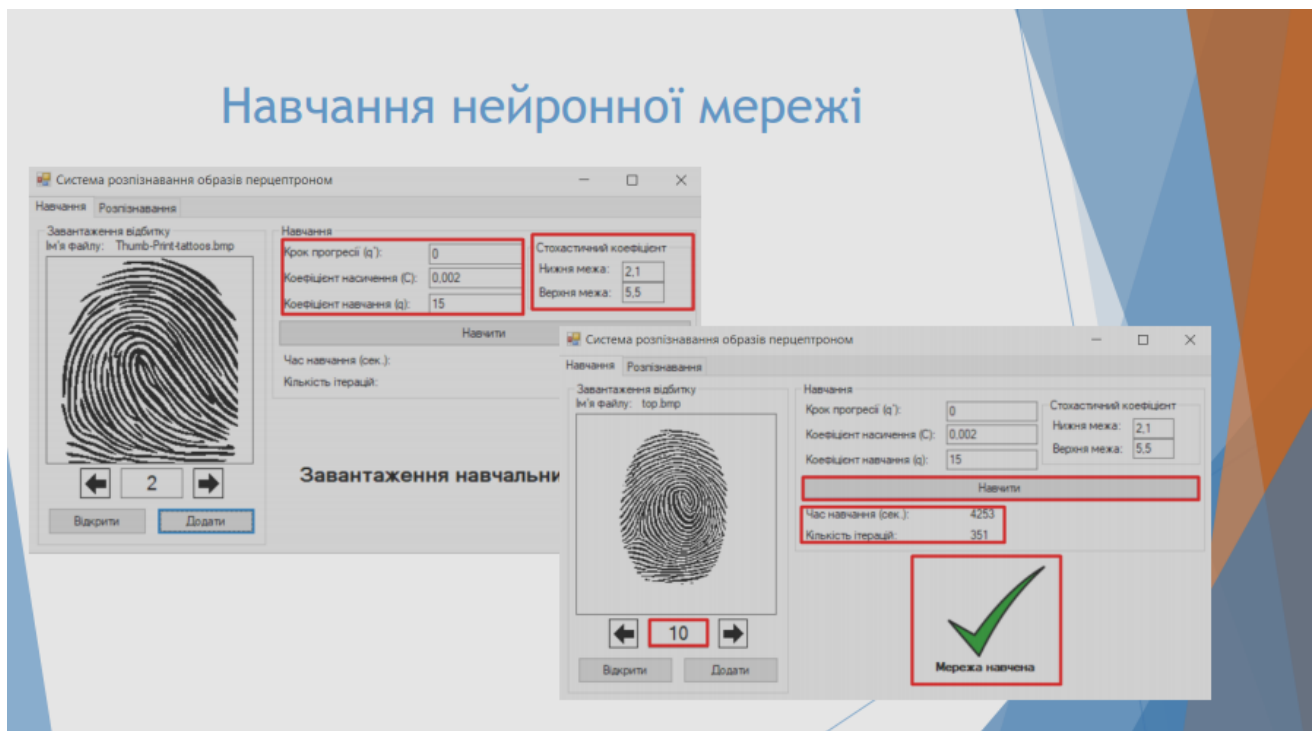 Навчання нейронної мережі
Система розпізнавання образів перцептроном
Навчання Розпізнавання
Завантаження відбитку
Ім'я файлу: Thumb-Print-tattoos.bmp
2
Відкрити Додати
Навчання
Крок прогресії (q'): 0
Коефіцієнт насичення (C): 0,002
Коефіцієнт навчання (q): 15
Стохастичний коефіцієнт
Нижня межа: 2,1
Верхня межа: 5,5
Навчити
Час навчання (сек.):
Кількість ітерацій:
Завантаження навчальни
Система розпізнавання образів перцептроном
Навчання Розпізнавання
Завантаження відбитку
Ім'я файлу: top.bmp
10
Відкрити Додати
Навчання
Крок прогресії (q'): 0
Коефіцієнт насичення (C): 0,002
Коефіцієнт навчання (q): 15
Стохастичний коефіцієнт
Нижня межа: 2,1
Верхня межа: 5,5
Навчити
Час навчання (сек.): 4253
Кількість ітерацій: 351
Мережа навчена